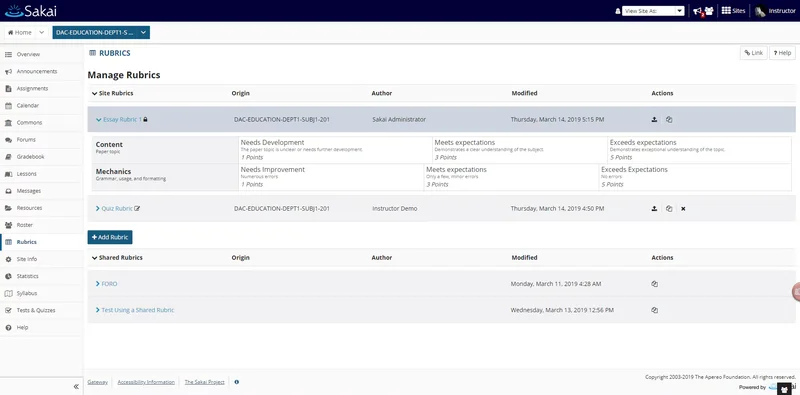 Sakai
View Site As:
Sites
Instructor
Home
DAC-EDUCATION-DEPT1-S ...
Overview
Announcements
Assignments
Calendar
Commons
Forums
Gradebook
Lessons
Messages
Resources
Roster
Rubrics
Site Info
Statistics
Syllabus
Tests & Quizzes
Help
RUBRICS
Link
? Help
Manage Rubrics
Site Rubrics Origin Author Modified Actions
Essay Rubric 1 DAC-EDUCATION-DEPT1-SUBJ1-201 Sakai Administrator Thursday, March 14, 2019 5:15 PM
Content
Paper topic
Needs Development
The paper topic is unclear or needs further development.
1 Points
Meets expectations
Demonstrates a clear understanding of the subject
3 Points
Exceeds expectations
Demonstrates exceptional understanding of the topic.
5 Points
Mechanics
Grammar, usage, and formatting
Needs Improvement
Numerous errors
1 Points
Meets expectations
Only a few, minor errors
3 Points
Exceeds Expectations
No errors
5 Points
Quiz Rubric DAC-EDUCATION-DEPT1-SUBJ1-201 Instructor Demo Thursday, March 14, 2019 4:50 PM
+ Add Rubric
Shared Rubrics Origin Author Modified Actions
FORO Monday, March 11, 2019 4:28 AM
Test Using a Shared Rubric Wednesday, March 13, 2019 12:56 PM
Gateway Accessibility Information The Sakai Project
Copyright 2003-2019 The Apereo Foundation. All rights reserved.
Powered by